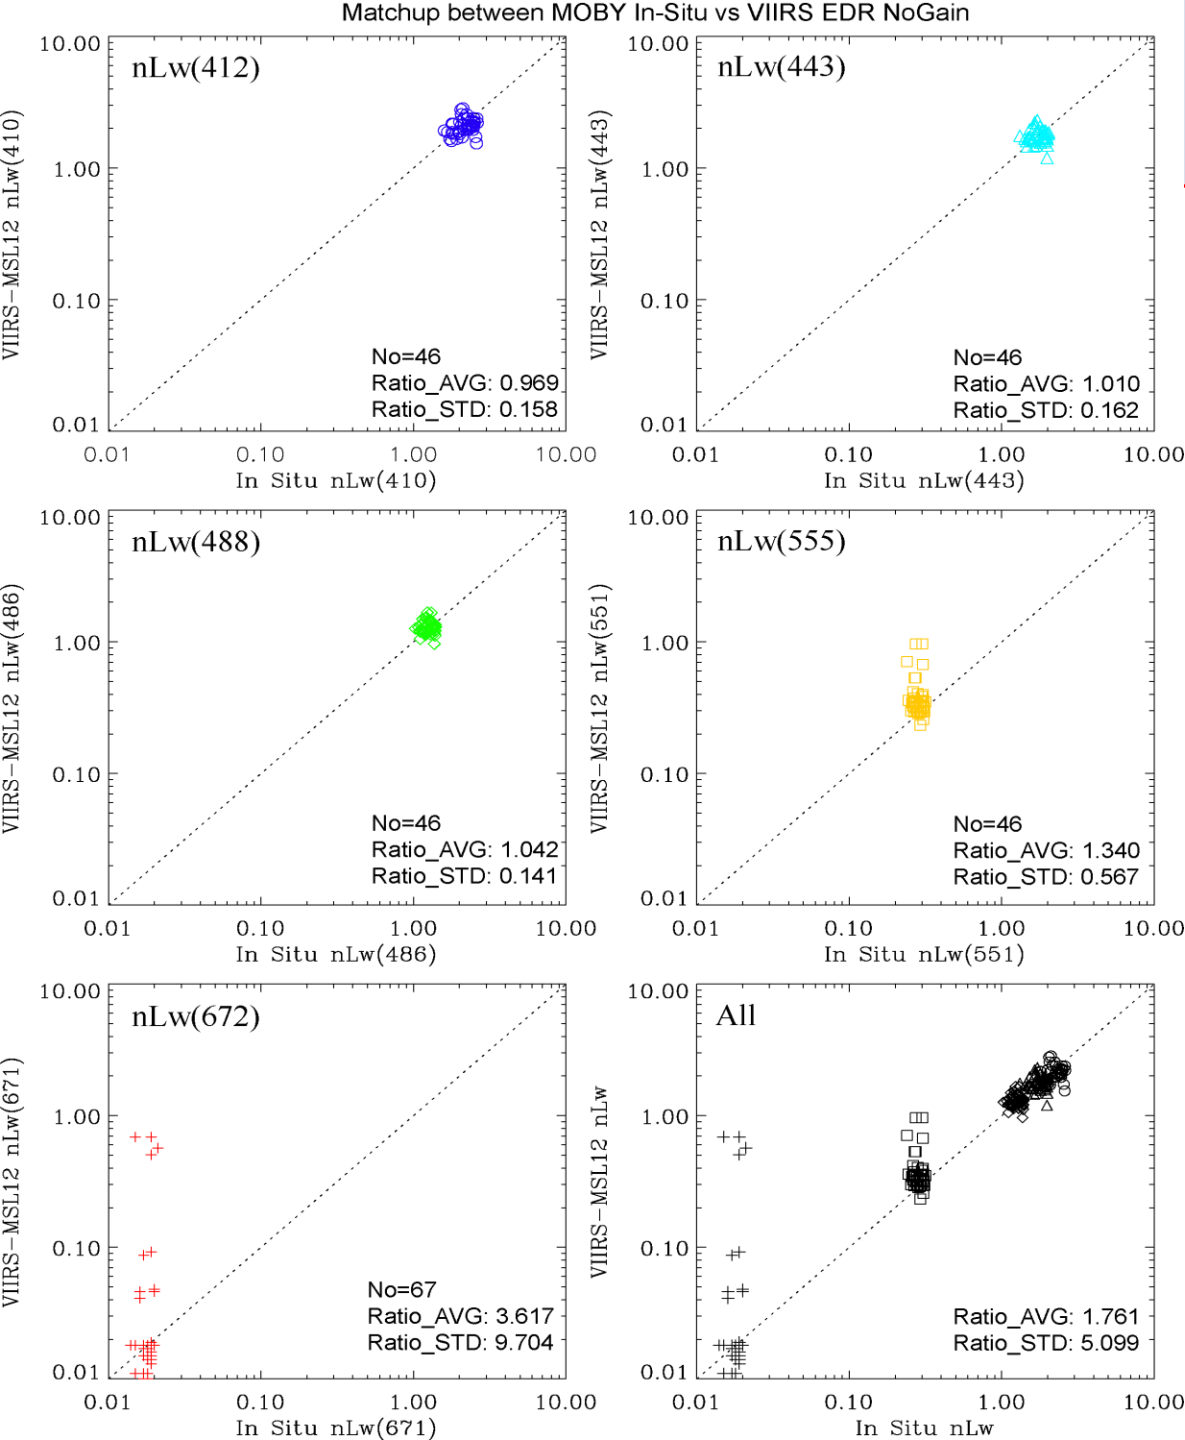 Matchup between MOBY In-Situ vs VIIRS EDR NoGain
nLw(412)
VIIRS-MSL12 nLw(410)
10.00
1.00
0.10
0.01
No=46
Ratio_AVG: 0.969
Ratio_STD: 0.158
0.01 0.10 1.00 10.00
In Situ nLw(410)
nLw(443)
VIIRS-MSL12 nLw(443)
10.00
1.00
0.10
0.01
No=46
Ratio_AVG: 1.010
Ratio_STD: 0.162
0.01 0.10 1.00 10.00
In Situ nLw(443)
nLw(488)
VIIRS-MSL12 nLw(486)
10.00
1.00
0.10
0.01
No=46
Ratio_AVG: 1.042
Ratio_STD: 0.141
0.01 0.10 1.00 10.00
In Situ nLw(486)
nLw(555)
VIIRS-MSL12 nLw(551)
10.00
1.00
0.10
0.01
No=46
Ratio_AVG: 1.340
Ratio_STD: 0.567
0.01 0.10 1.00 10.00
In Situ nLw(551)
nLw(672)
VIIRS-MSL12 nLw(671)
10.00
1.00
0.10
0.01
No=67
Ratio_AVG: 3.617
Ratio_STD: 9.704
0.01 0.10 1.00 10.00
In Situ nLw(671)
All
VIIRS-MSL12 nLw
10.00
1.00
0.10
0.01
Ratio_AVG: 1.761
Ratio_STD: 5.099
0.01 0.10 1.00 10.00
In Situ nLw